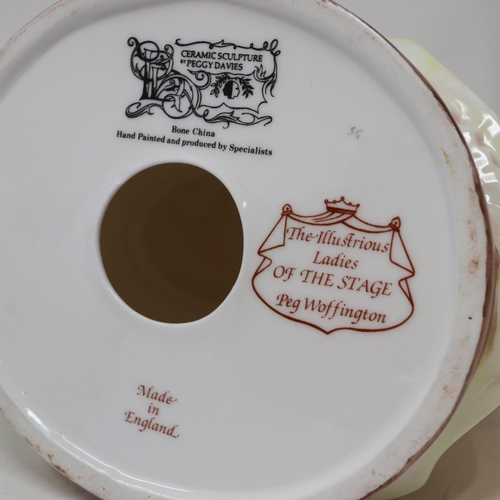 CERAMIC SCULPTURE
BY PEGGY DAVIES
Bone China
Hand Painted and produced by Specialists
The Illustrious
Ladies
OF THE STAGE
Peg Woffington
Made
in
England.